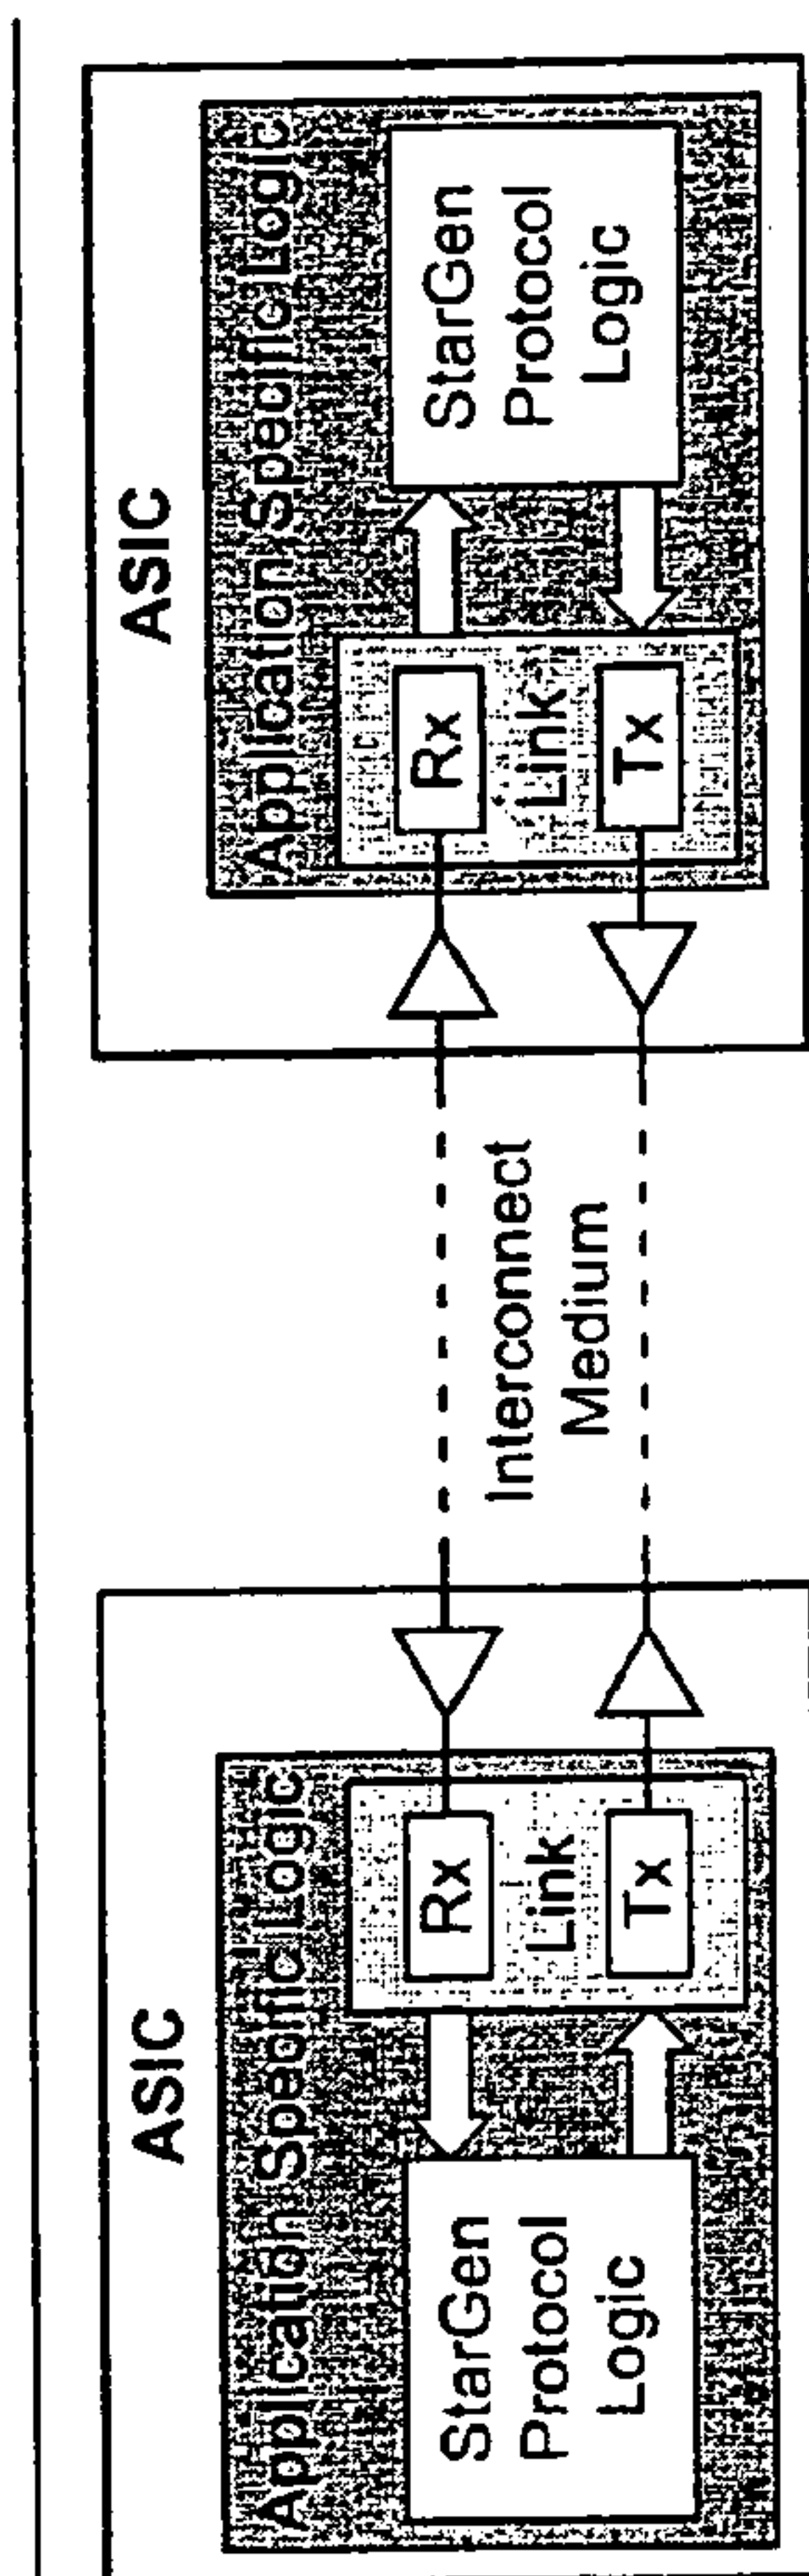 ASIC
Application Specific Logic
StarGen
Protocol
Logic
Rx
Link
Tx
Interconnect
Medium
ASIC
Application Specific Logic
Rx
Link
Tx
StarGen
Protocol
Logic